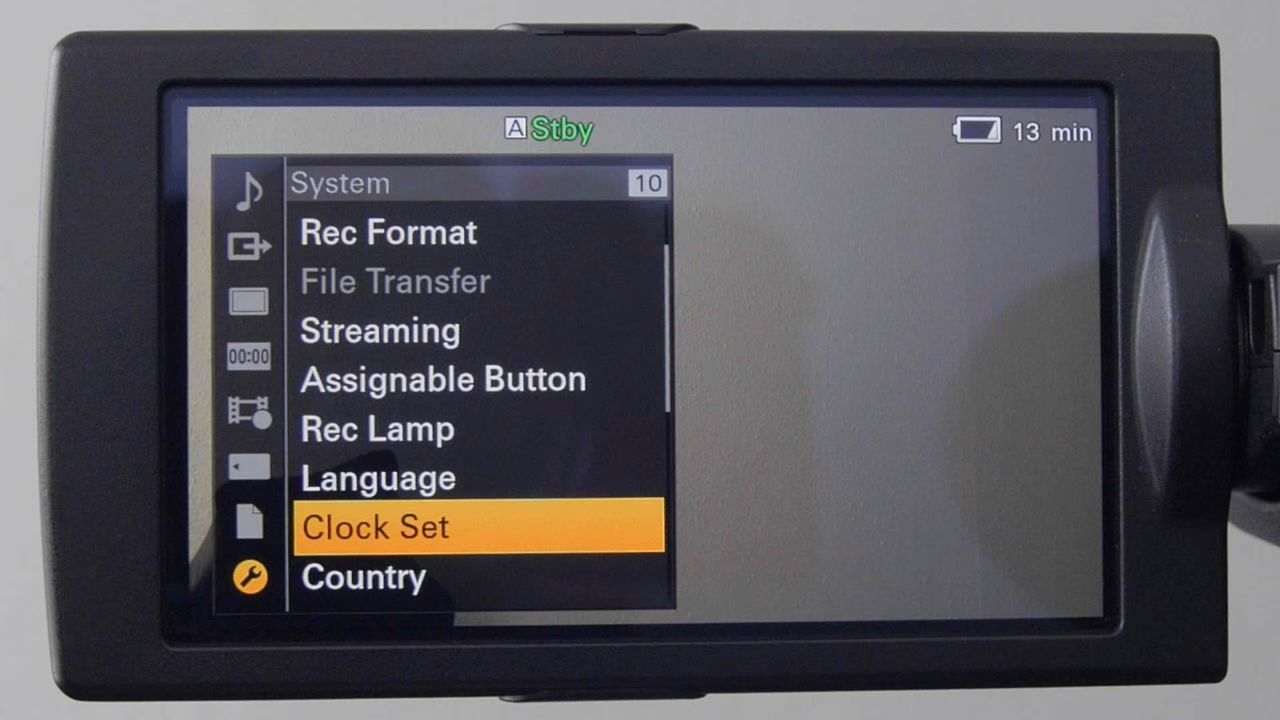 A Stby
13 min
System 10
Rec Format
File Transfer
Streaming
00:00
Assignable Button
Rec Lamp
Language
Clock Set
Country